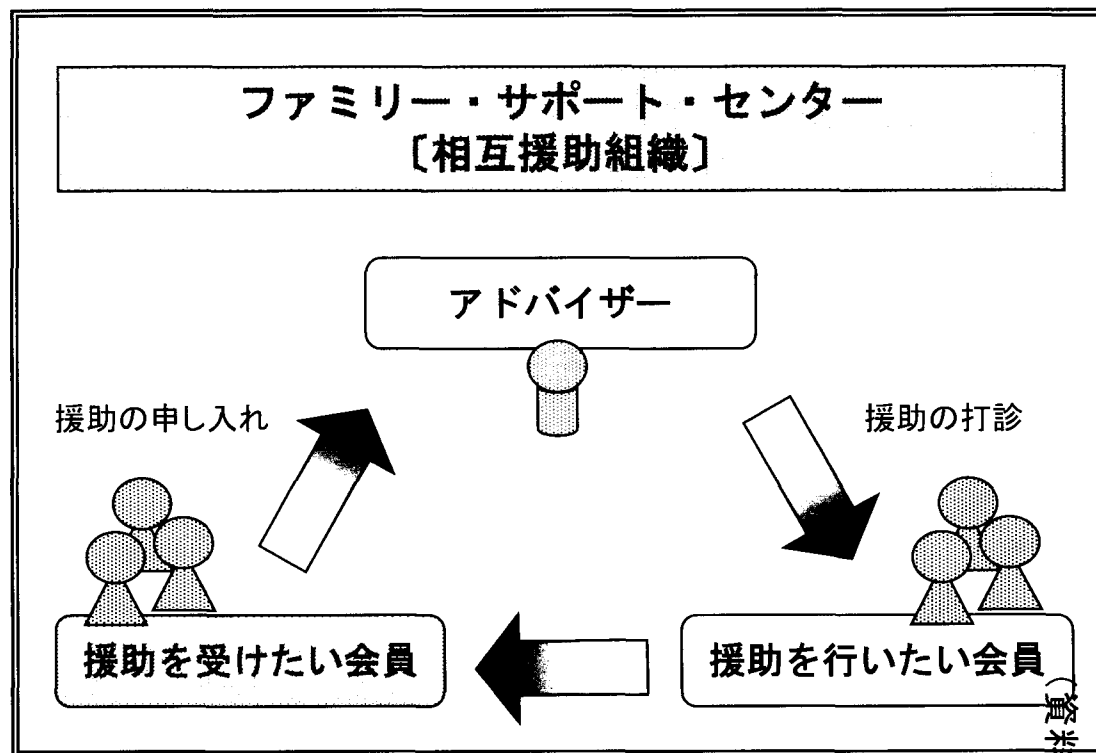 ファミリー・サポート・センター
〔相互援助組織〕
アドバイザー
援助の申し入れ
援助の打診
援助を受けたい会員
援助を行いたい会員
（資料